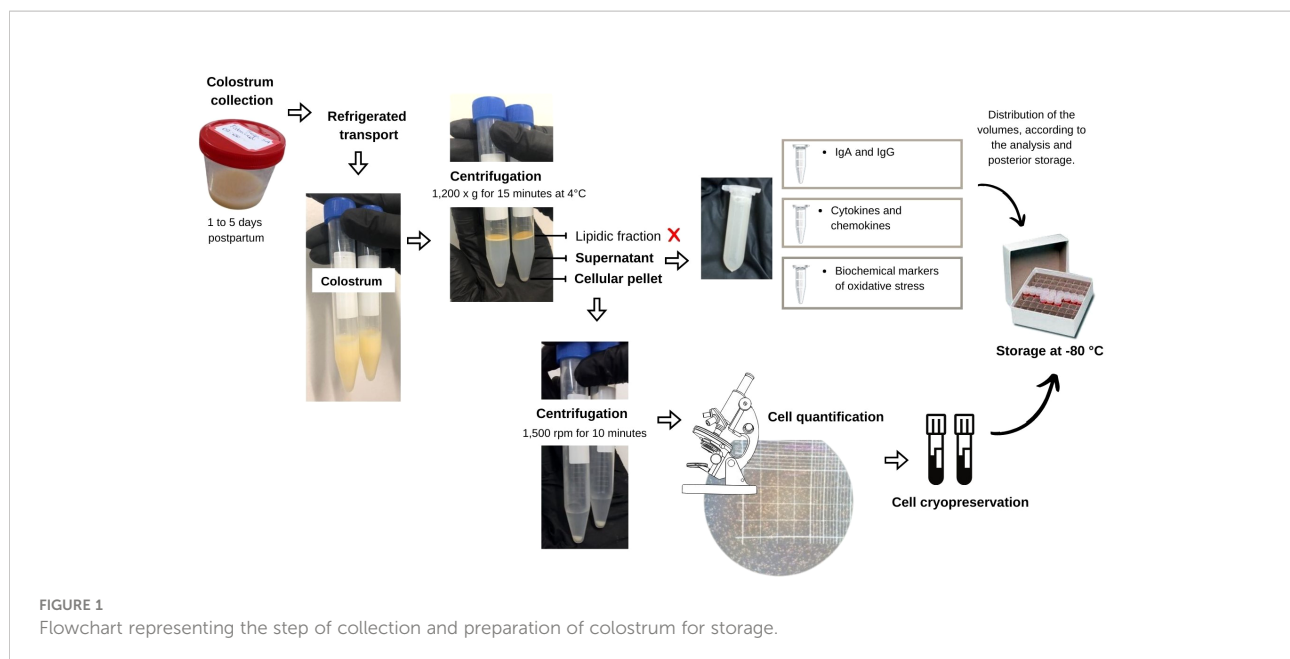 Colostrum
collection
1 to 5 days
postpartum
Refrigerated
transport
Colostrum
Centrifugation
1,200 x g for 15 minutes at 4°C
Lipidic fraction X
Supernatant
Cellular pellet
• IgA and IgG
• Cytokines and
chemokines
• Biochemical markers
of oxidative stress
Distribution of the
volumes, according to
the analysis and
posterior storage.
Storage at -80 °C
Centrifugation
1,500 rpm for 10 minutes
Cell quantification
Cell cryopreservation
FIGURE 1
Flowchart representing the step of collection and preparation of colostrum for storage.